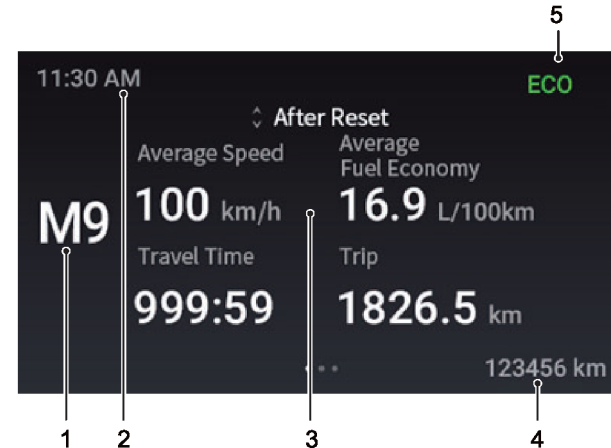 5
11:30 AM
ECO
After Reset
Average Speed
Average
Fuel Economy
M9
100 km/h
16.9 L/100km
Travel Time
Trip
999:59
1826.5 km
123456 km
1 2 3 4